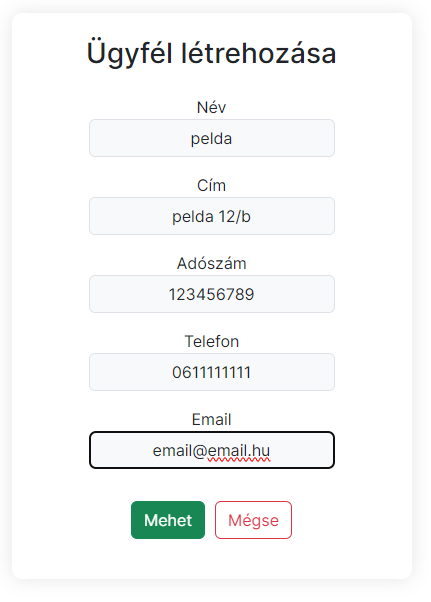 Ügyfél létrehozása
Név
pelda
Cím
pelda 12/b
Adószám
123456789
Telefon
0611111111
Email
email@email.hu
Mehet Mégse